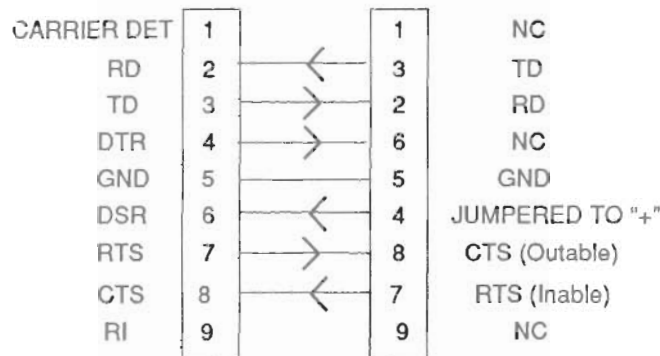 CARRIER DET 1 1 NC
RD 2 3 TD
TD 3 2 RD
DTR 4 6 NC
GND 5 5 GND
DSR 6 4 JUMPERED TO "+"
RTS 7 8 CTS (Outable)
CTS 8 7 RTS (Inable)
RI 9 9 NC